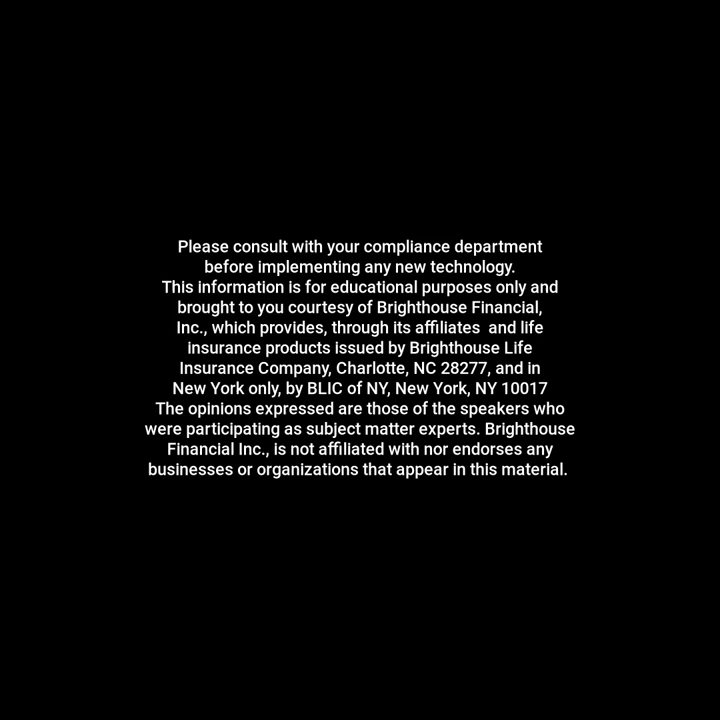 Please consult with your compliance department
before implementing any new technology.
This information is for educational purposes only and
brought to you courtesy of Brighthouse Financial,
Inc., which provides, through its affiliates  and life
insurance products issued by Brighthouse Life
Insurance Company, Charlotte, NC 28277, and in
New York only, by BLIC of NY, New York, NY 10017
The opinions expressed are those of the speakers who
were participating as subject matter experts. Brighthouse
Financial Inc., is not affiliated with nor endorses any
businesses or organizations that appear in this material.